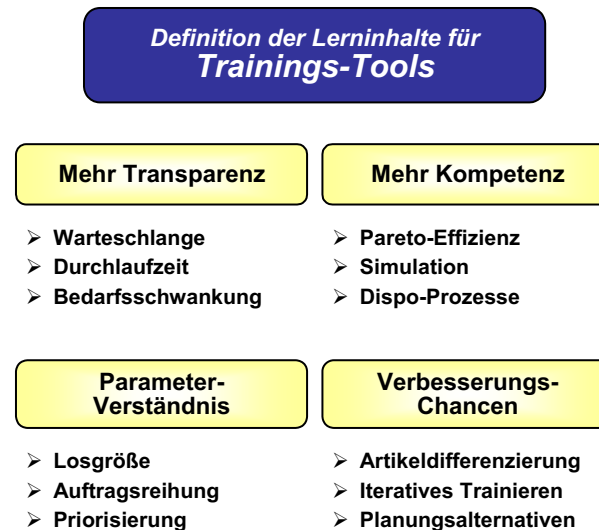 Definition der Lerninhalte für
Trainings-Tools
Mehr Transparenz
➢ Warteschlange
➢ Durchlaufzeit
➢ Bedarfsschwankung
Mehr Kompetenz
➢ Pareto-Effizienz
➢ Simulation
➢ Dispo-Prozesse
Parameter-
Verständnis
➢ Losgröße
➢ Auftragsreihung
➢ Priorisierung
Verbesserungs-
Chancen
➢ Artikeldifferenzierung
➢ Iteratives Trainieren
➢ Planungsalternativen